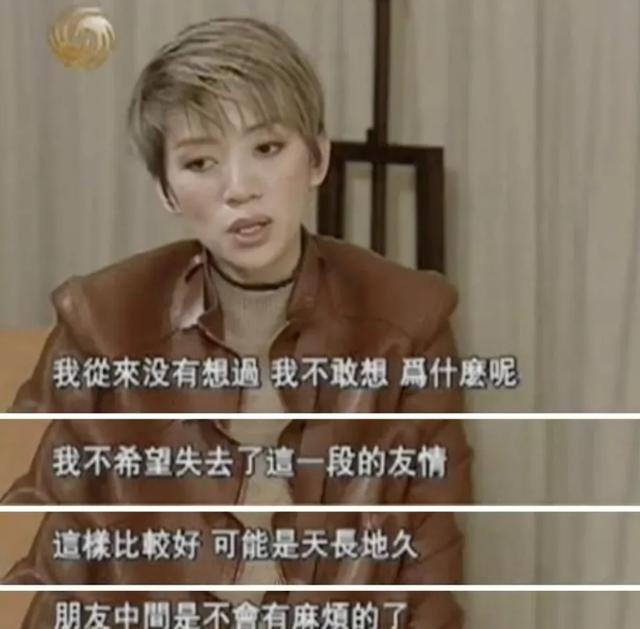 我從來没有想過 我不敢想 爲什麽呢
我不希望失去了這一段的友情
這樣比較好 可能是天長地久
朋友中間是不會有麻煩的了